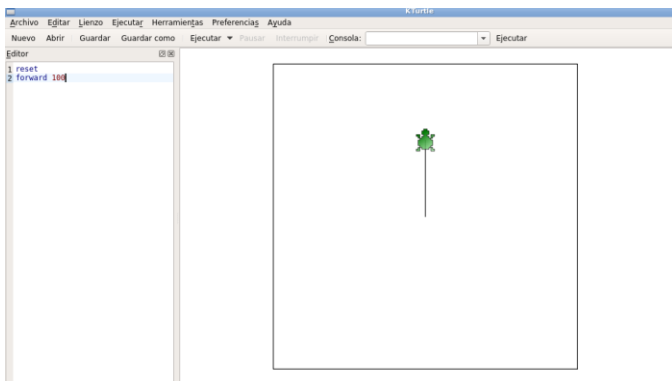 KTurtle
Archivo Editar Lienzo Ejecutar Herramientas Preferencias Ayuda
Nuevo Abrir Guardar Guardar como Ejecutar Pausar Interrumpir Consola: Ejecutar
Editor
1 reset
2 forward 100